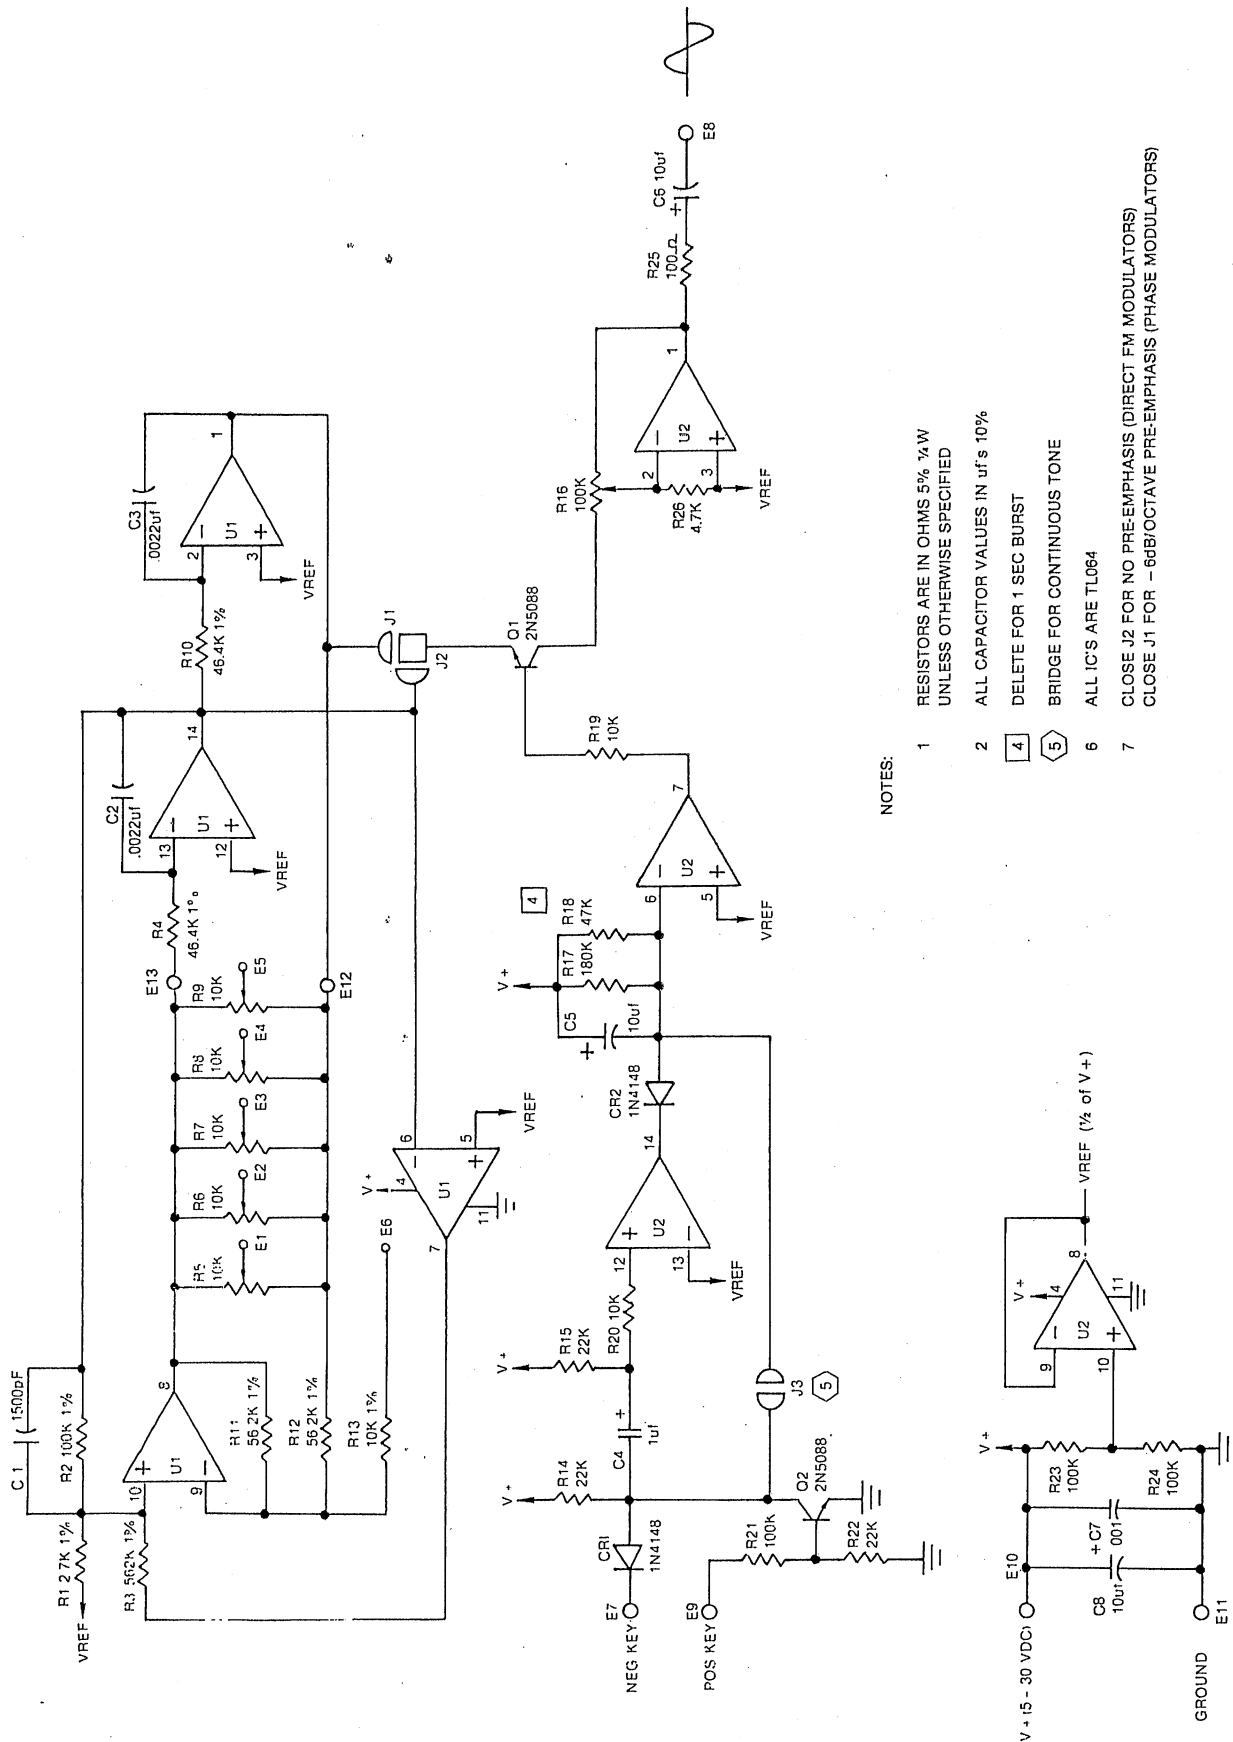 C 1 1500pF
R2 100K 1%
R1 2 7K 1%
VREF
R3 562K 1%
10
9
+
−
U1
8
R11
56 2K 1%
R12
56 2K 1%
R13
10K 1%
E6
R5
10K
E1
R6
10K
E2
R7
10K
E3
R8
10K
E4
R9
10K
E5
E13
E12
R4
46.4K 1%
C2
.0022uf
13
12
−
+
U1
14
VREF
R10
46.4K 1%
C3
.0022uf
2
3
−
+
U1
1
VREF
V +
4
6
5
−
+
U1
11
7
VREF
J1
J2
Q1
2N5088
R19
10K
R16
100K
R26
4.7K
2
3
−
+
U2
1
VREF
R25
100Ω
+
C6 10uf
E8
NEG KEY
E7
CR1
1N4148
V +
R14
22K
C4
+
1uf
V +
R15
22K
R20 10K
12
13
+
−
U2
14
VREF
CR2
1N4148
V +
C5
+
10uf
R17
180K
R18
47K
4
6
5
−
+
U2
7
VREF
J3
5
POS KEY
E9
R21
100K
R22
22K
Q2
2N5088
V + (5 - 30 VDC)
E10
GROUND
E11
C8
10uf
+ C7
001
V +
R23
100K
R24
100K
9
10
−
+
U2
V +
4
11
8
VREF (½ of V +)
NOTES:
1 RESISTORS ARE IN OHMS 5% ¼W
UNLESS OTHERWISE SPECIFIED
2 ALL CAPACITOR VALUES IN uf's 10%
4 DELETE FOR 1 SEC BURST
5 BRIDGE FOR CONTINUOUS TONE
6 ALL IC'S ARE TL064
7 CLOSE J2 FOR NO PRE-EMPHASIS (DIRECT FM MODULATORS)
CLOSE J1 FOR – 6dB/OCTAVE PRE-EMPHASIS (PHASE MODULATORS)